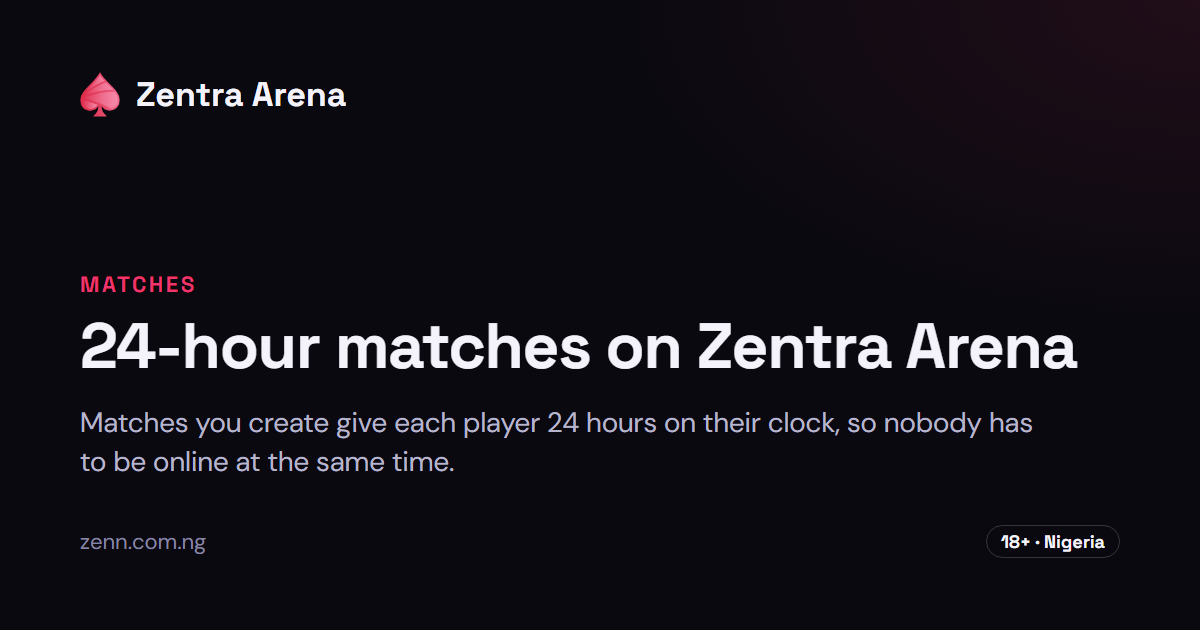 Zentra Arena
MATCHES
24-hour matches on Zentra Arena
Matches you create give each player 24 hours on their clock, so nobody has
to be online at the same time.
zenn.com.ng
18+ · Nigeria